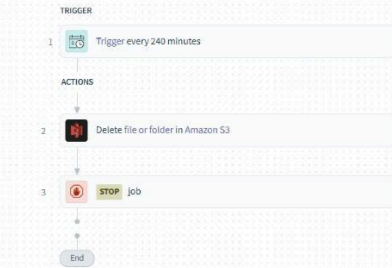 TRIGGER
1 Trigger every 240 minutes
ACTIONS
2 Delete file or folder in Amazon S3
3 STOP job
End